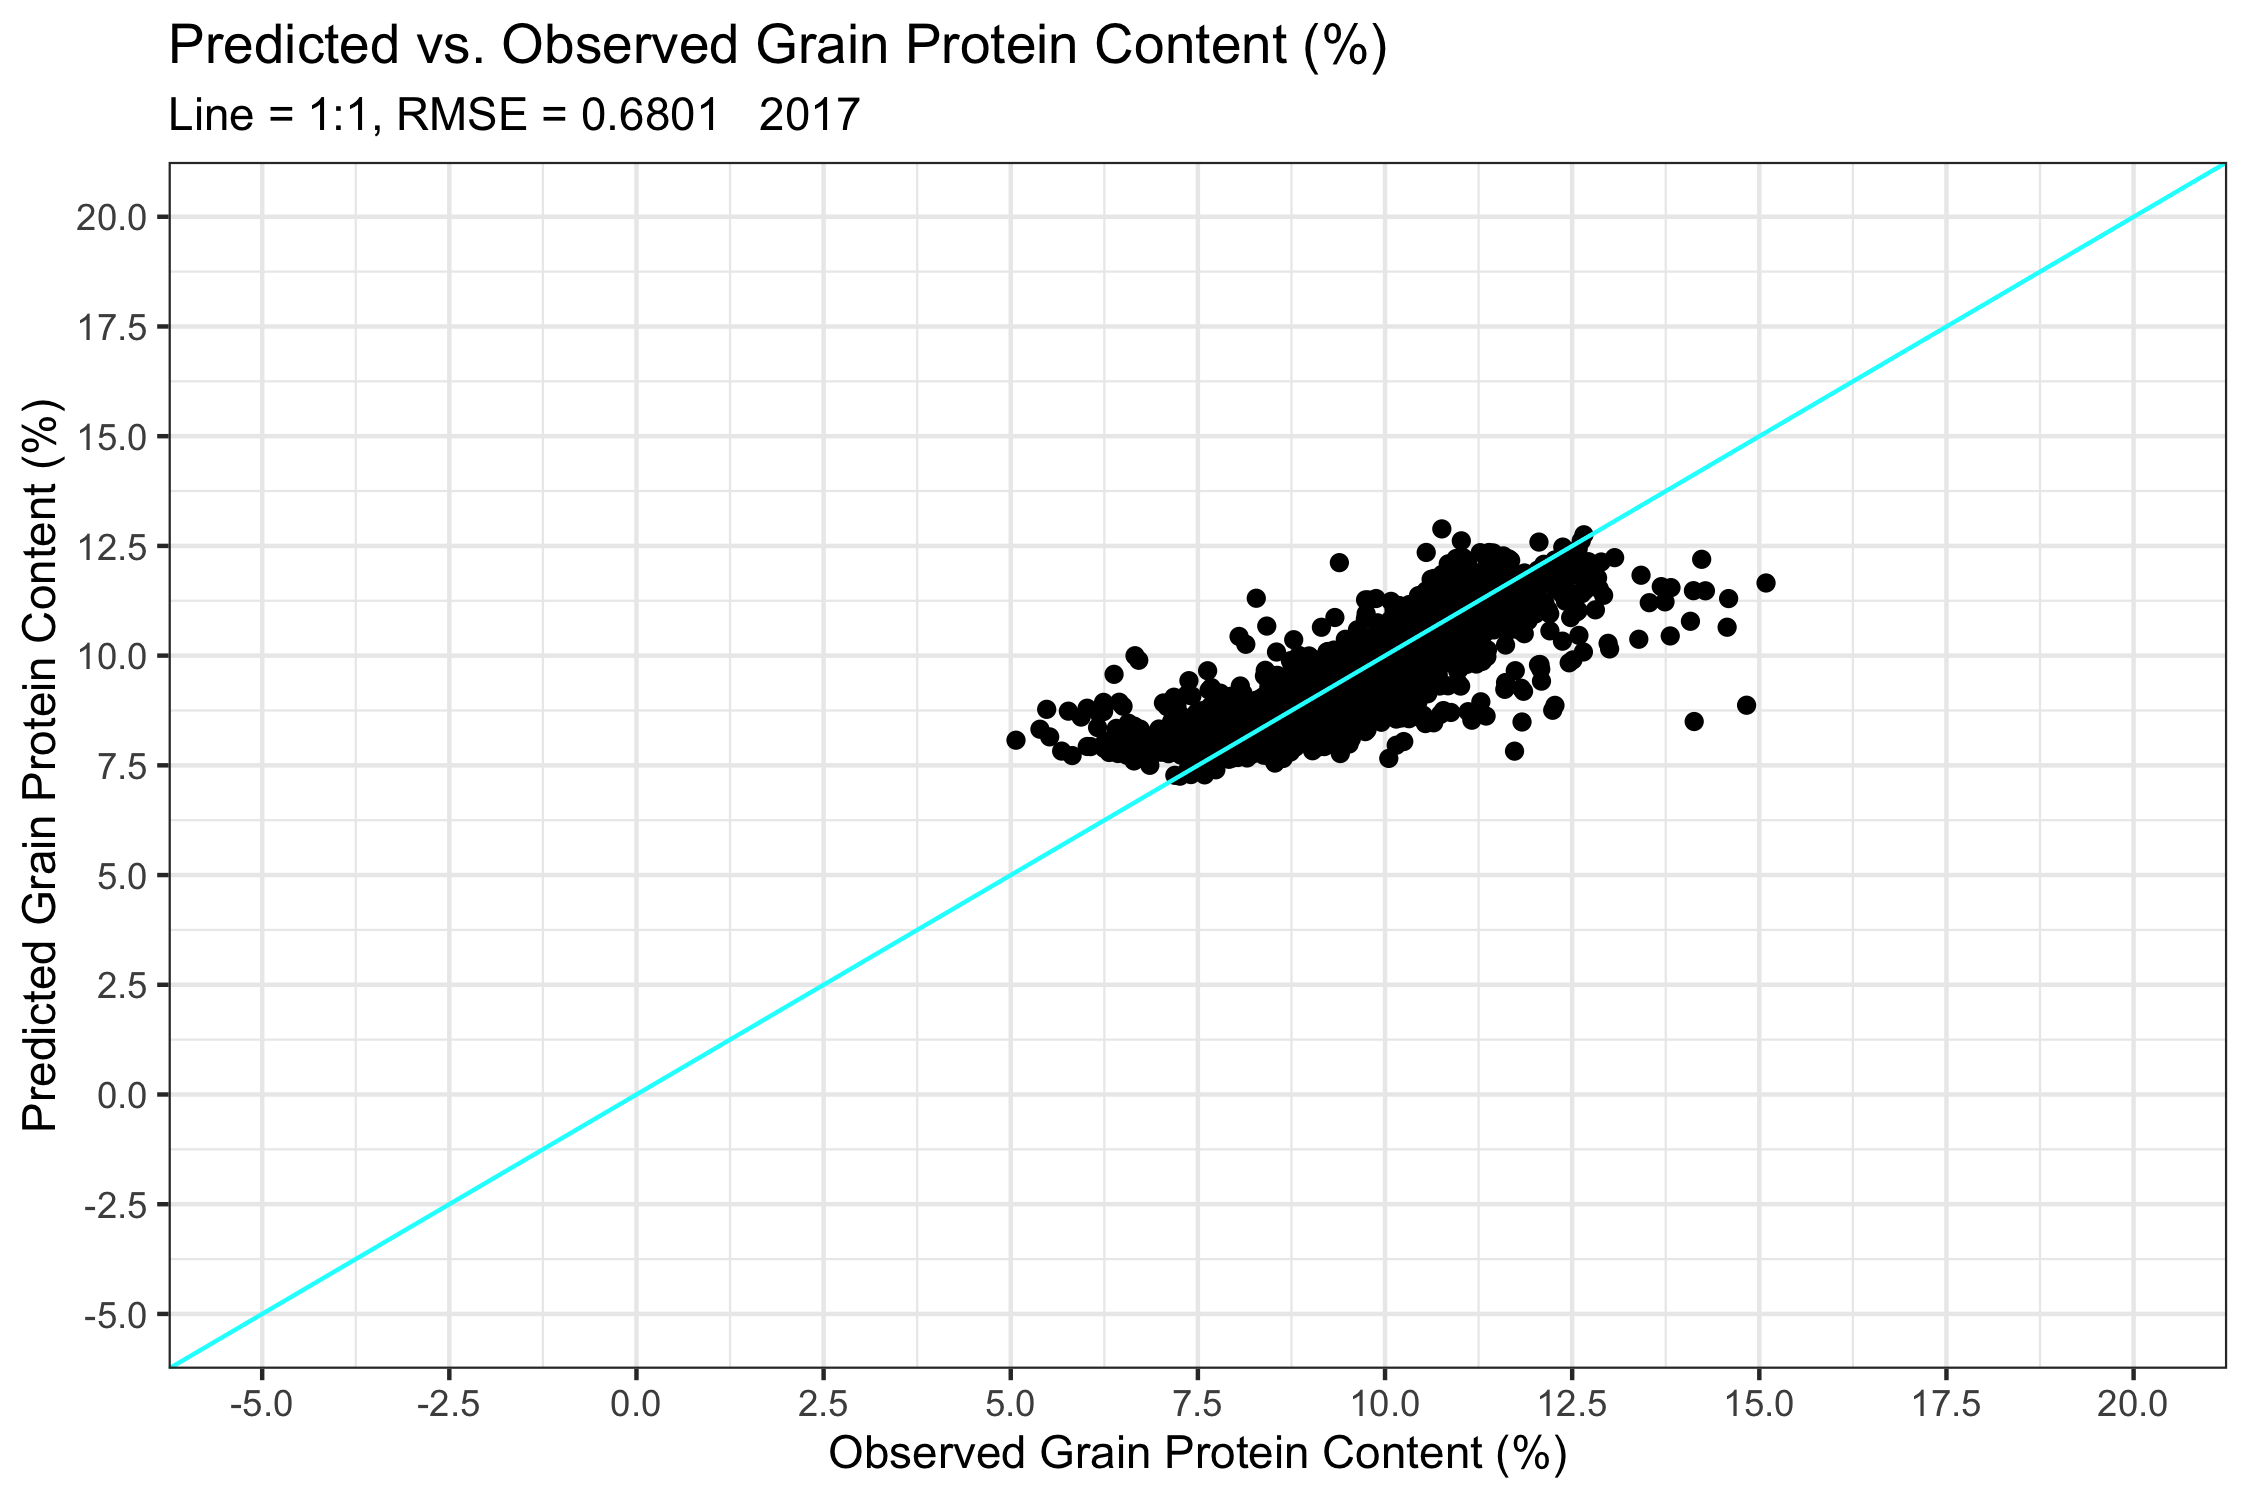 Predicted vs. Observed Grain Protein Content (%)
Line = 1:1, RMSE = 0.6801   2017
Predicted Grain Protein Content (%)
20.0
17.5
15.0
12.5
10.0
7.5
5.0
2.5
0.0
-2.5
-5.0
-5.0 -2.5 0.0 2.5 5.0 7.5 10.0 12.5 15.0 17.5 20.0
Observed Grain Protein Content (%)